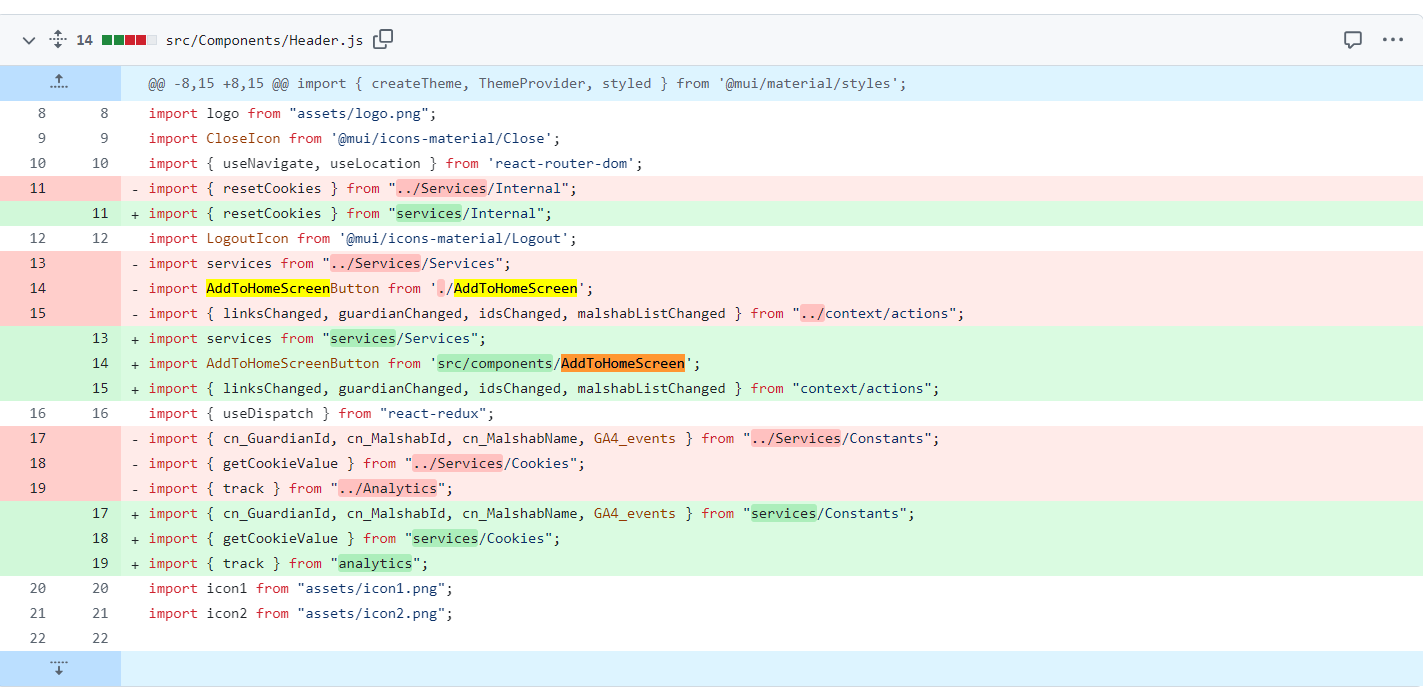 14 src/Components/Header.js
@@ -8,15 +8,15 @@ import { createTheme, ThemeProvider, styled } from '@mui/material/styles';
8 8 import logo from "assets/logo.png";
9 9 import CloseIcon from '@mui/icons-material/Close';
10 10 import { useNavigate, useLocation } from 'react-router-dom';
11 - import { resetCookies } from "../Services/Internal";
11 + import { resetCookies } from "services/Internal";
12 12 import LogoutIcon from '@mui/icons-material/Logout';
13 - import services from "../Services/Services";
14 - import AddToHomeScreenButton from './AddToHomeScreen';
15 - import { linksChanged, guardianChanged, idsChanged, malshabListChanged } from "../context/actions";
13 + import services from "services/Services";
14 + import AddToHomeScreenButton from 'src/components/AddToHomeScreen';
15 + import { linksChanged, guardianChanged, idsChanged, malshabListChanged } from "context/actions";
16 16 import { useDispatch } from "react-redux";
17 - import { cn_GuardianId, cn_MalshabId, cn_MalshabName, GA4_events } from "../Services/Constants";
18 - import { getCookieValue } from "../Services/Cookies";
19 - import { track } from "../Analytics";
17 + import { cn_GuardianId, cn_MalshabId, cn_MalshabName, GA4_events } from "services/Constants";
18 + import { getCookieValue } from "services/Cookies";
19 + import { track } from "analytics";
20 20 import icon1 from "assets/icon1.png";
21 21 import icon2 from "assets/icon2.png";
22 22